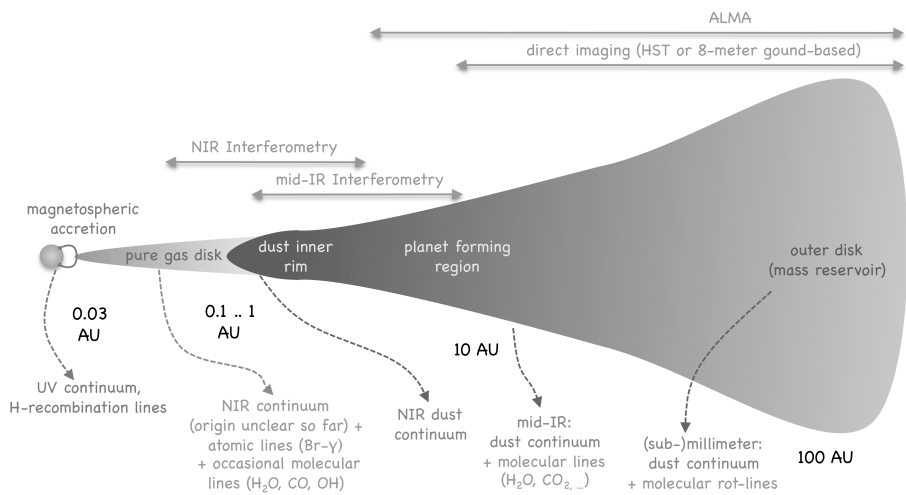 ALMA
direct imaging (HST or 8-meter gound-based)
NIR Interferometry
mid-IR Interferometry
magnetospheric
accretion
pure gas disk
dust inner
rim
planet forming
region
outer disk
(mass reservoir)
0.03
AU
0.1 .. 1
AU
10 AU
100 AU
UV continuum,
H-recombination lines
NIR continuum
(origin unclear so far) +
atomic lines (Br-γ)
+ occasional molecular
lines (H₂O, CO, OH)
NIR dust
continuum
mid-IR:
dust continuum
+ molecular lines
(H₂O, CO₂, ...)
(sub-)millimeter:
dust continuum
+ molecular rot-lines